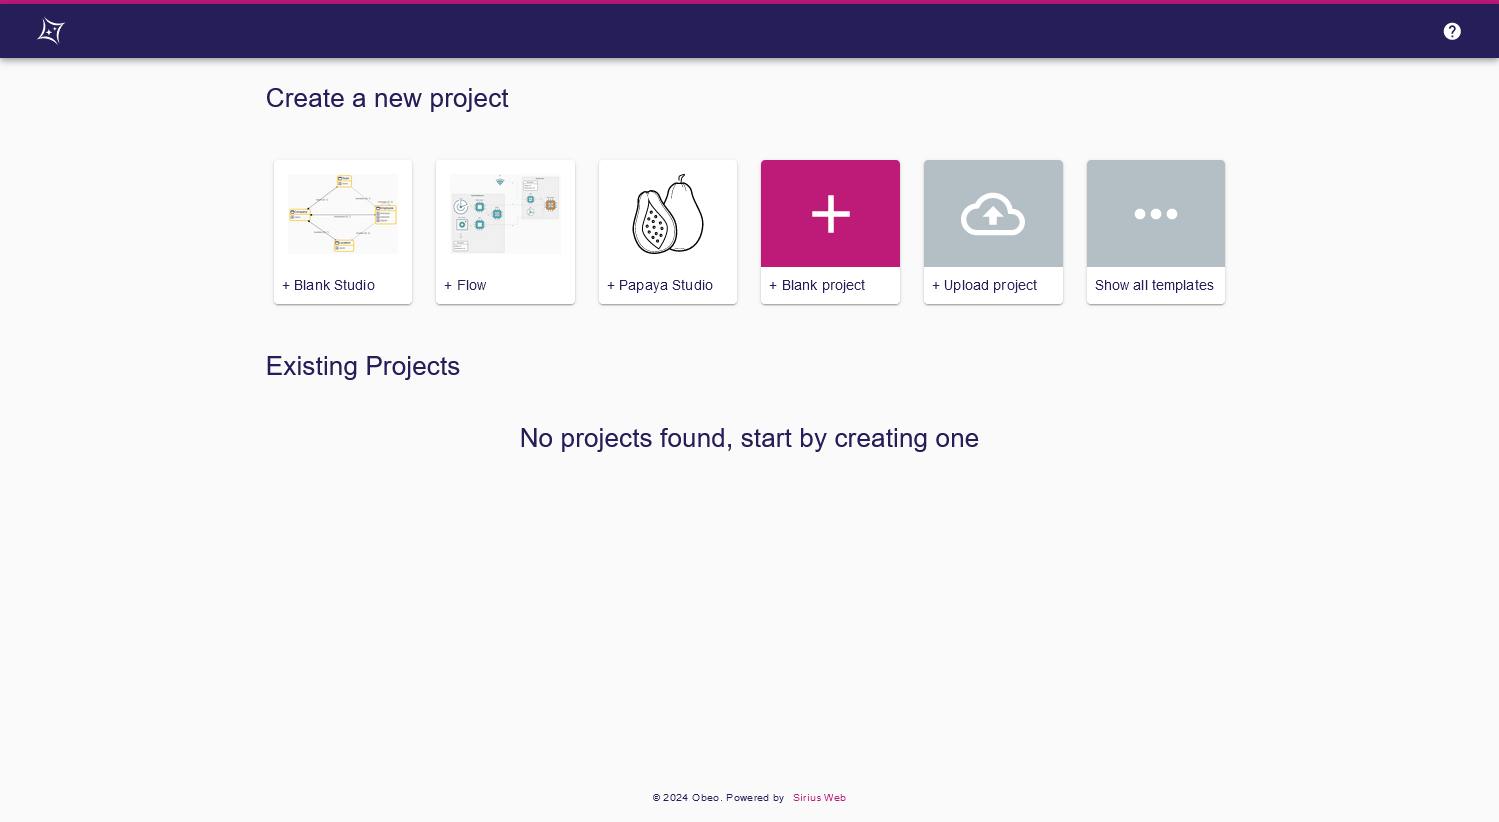 Create a new project
+ Blank Studio
+ Flow
+ Papaya Studio
+ Blank project
+ Upload project
Show all templates
Existing Projects
No projects found, start by creating one
© 2024 Obeo. Powered by Sirius Web